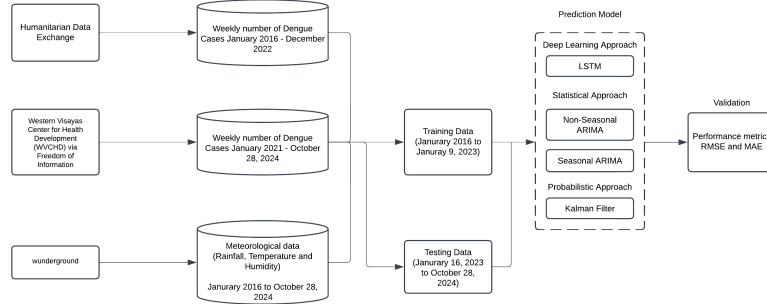 Humanitarian Data
Exchange
Weekly number of Dengue
Cases January 2016 - December
2022
Western Visayas
Center for Health
Development
(WVCHD) via
Freedom of
Information
Weekly number of Dengue
Cases January 2021 - October
28, 2024
wunderground
Meteorological data
(Rainfall, Temperature and
Humidity)
Janurary 2016 to October 28,
2024
Training Data
(Janurary 2016 to
Januray 9, 2023)
Testing Data
(Janurary 16, 2023
to October 28,
2024)
Prediction Model
Deep Learning Approach
LSTM
Statistical Approach
Non-Seasonal
ARIMA
Seasonal ARIMA
Probabilistic Approach
Kalman Filter
Validation
Performance metric
RMSE and MAE